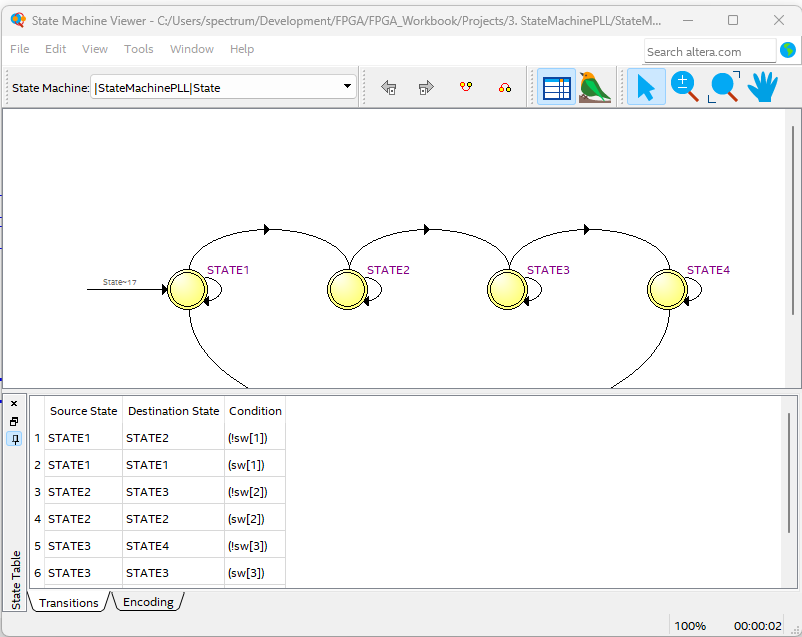 State Machine Viewer - C:/Users/spectrum/Development/FPGA/FPGA_Workbook/Projects/3. StateMachinePLL/StateM...
File Edit View Tools Window Help
Search altera.com
State Machine: |StateMachinePLL|State
State~17
STATE1 STATE2 STATE3 STATE4
Source State Destination State Condition
1 STATE1 STATE2 (!sw[1])
2 STATE1 STATE1 (sw[1])
3 STATE2 STATE3 (!sw[2])
4 STATE2 STATE2 (sw[2])
5 STATE3 STATE4 (!sw[3])
6 STATE3 STATE3 (sw[3])
State Table
Transitions Encoding
100% 00:00:02